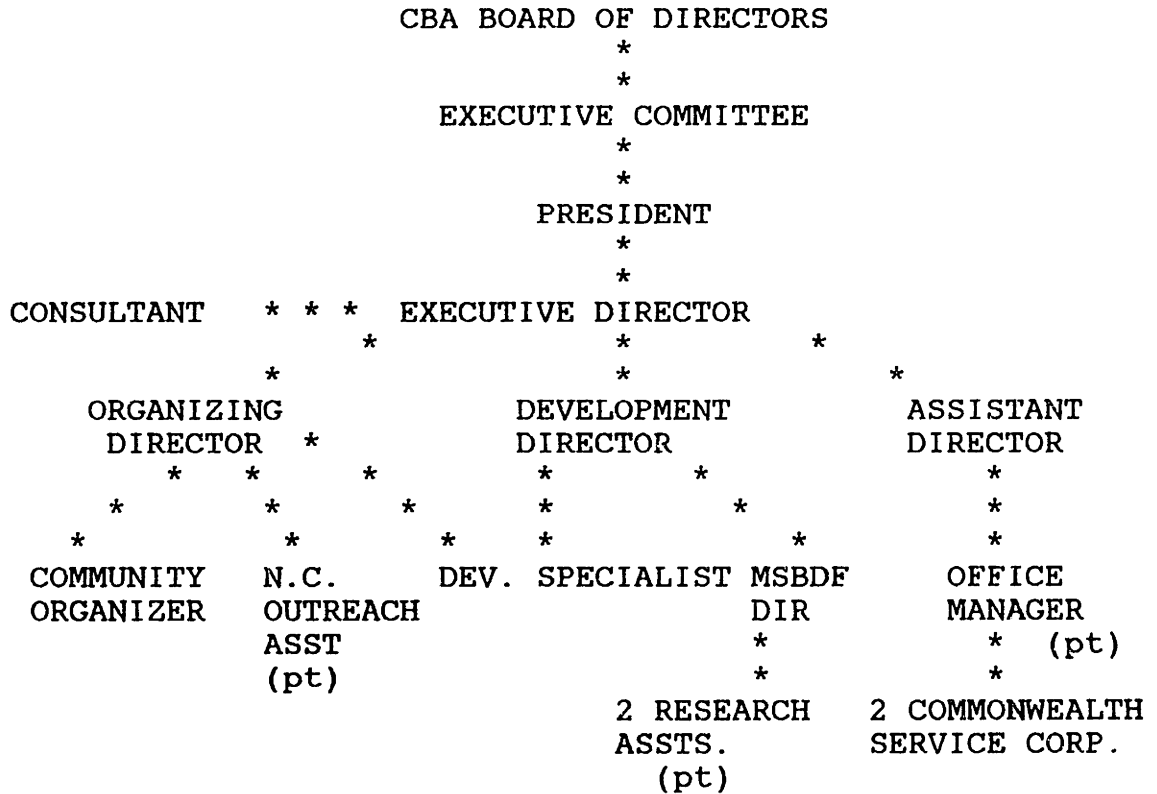 CBA BOARD OF DIRECTORS
*
*
EXECUTIVE COMMITTEE
*
*
PRESIDENT
*
*
CONSULTANT * * * EXECUTIVE DIRECTOR
* * *
* * *
ORGANIZING DEVELOPMENT ASSISTANT
DIRECTOR * DIRECTOR DIRECTOR
* * * * * *
* * * * * *
* * * * * *
COMMUNITY N.C. DEV. SPECIALIST MSBDF OFFICE
ORGANIZER OUTREACH DIR MANAGER
ASST * * (pt)
(pt) * *
2 RESEARCH 2 COMMONWEALTH
ASSTS. SERVICE CORP.
(pt)